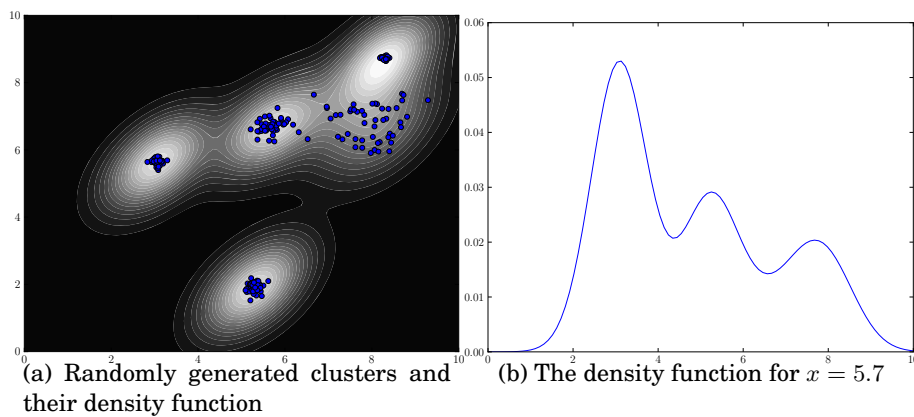 10
8
6
4
2
0
0 2 4 6 8 10
0.06
0.05
0.04
0.03
0.02
0.01
0.00
0 2 4 6 8 10
(a) Randomly generated clusters and
their density function
(b) The density function for x = 5.7